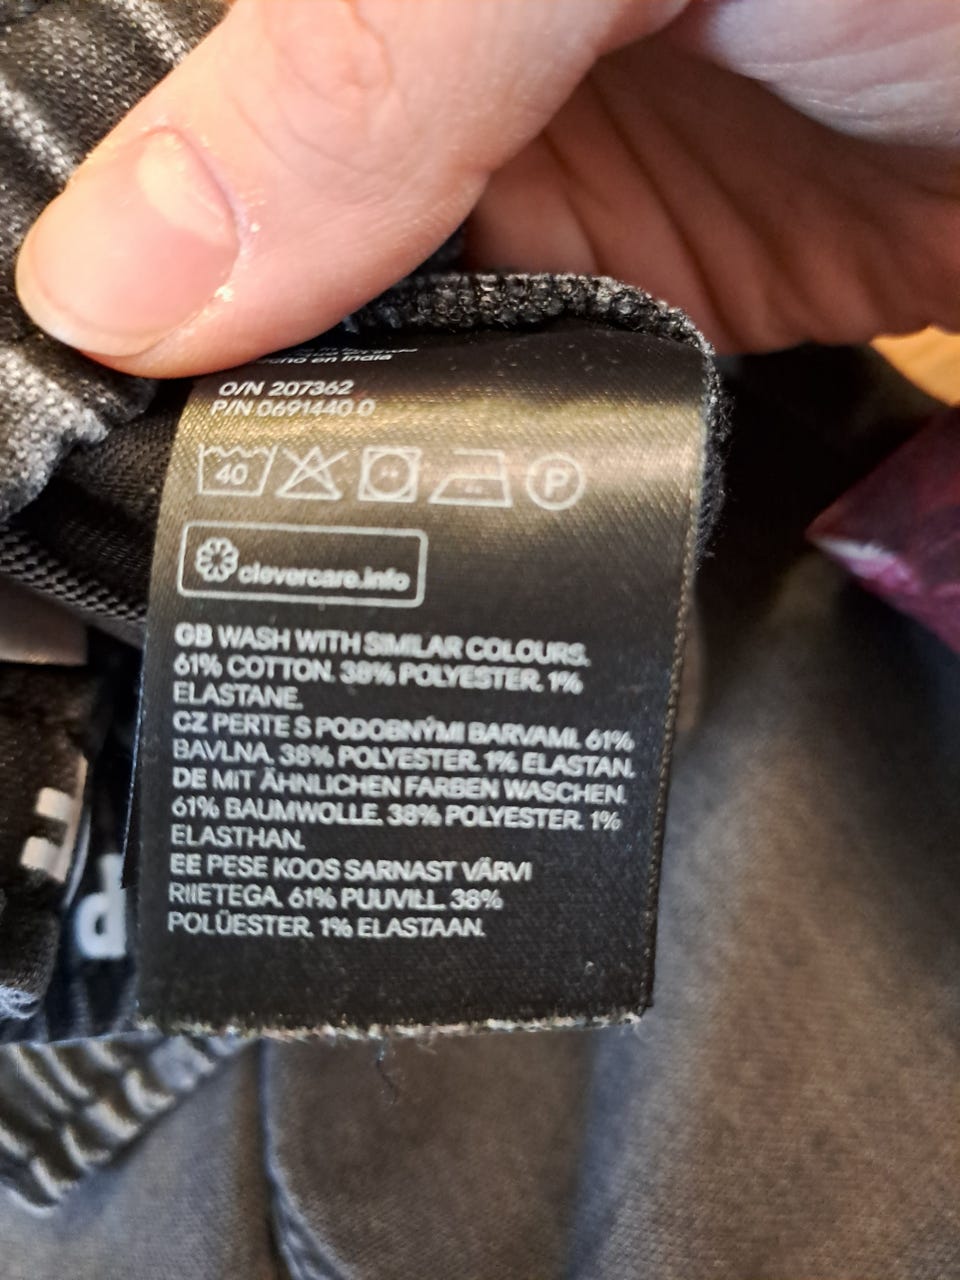 en India
O/N 207362
P/N 0691440 0
40
P
clevercare.info
GB WASH WITH SIMILAR COLOURS.
61% COTTON. 38% POLYESTER. 1%
ELASTANE.
CZ PERTE S PODOBNÝMI BARVAMI. 61%
BAVLNA. 38% POLYESTER. 1% ELASTAN.
DE MIT ÄHNLICHEN FARBEN WASCHEN.
61% BAUMWOLLE. 38% POLYESTER. 1%
ELASTHAN.
EE PESE KOOS SARNAST VÄRVI
RIIETEGA. 61% PUUVILL. 38%
POLÜESTER. 1% ELASTAAN.